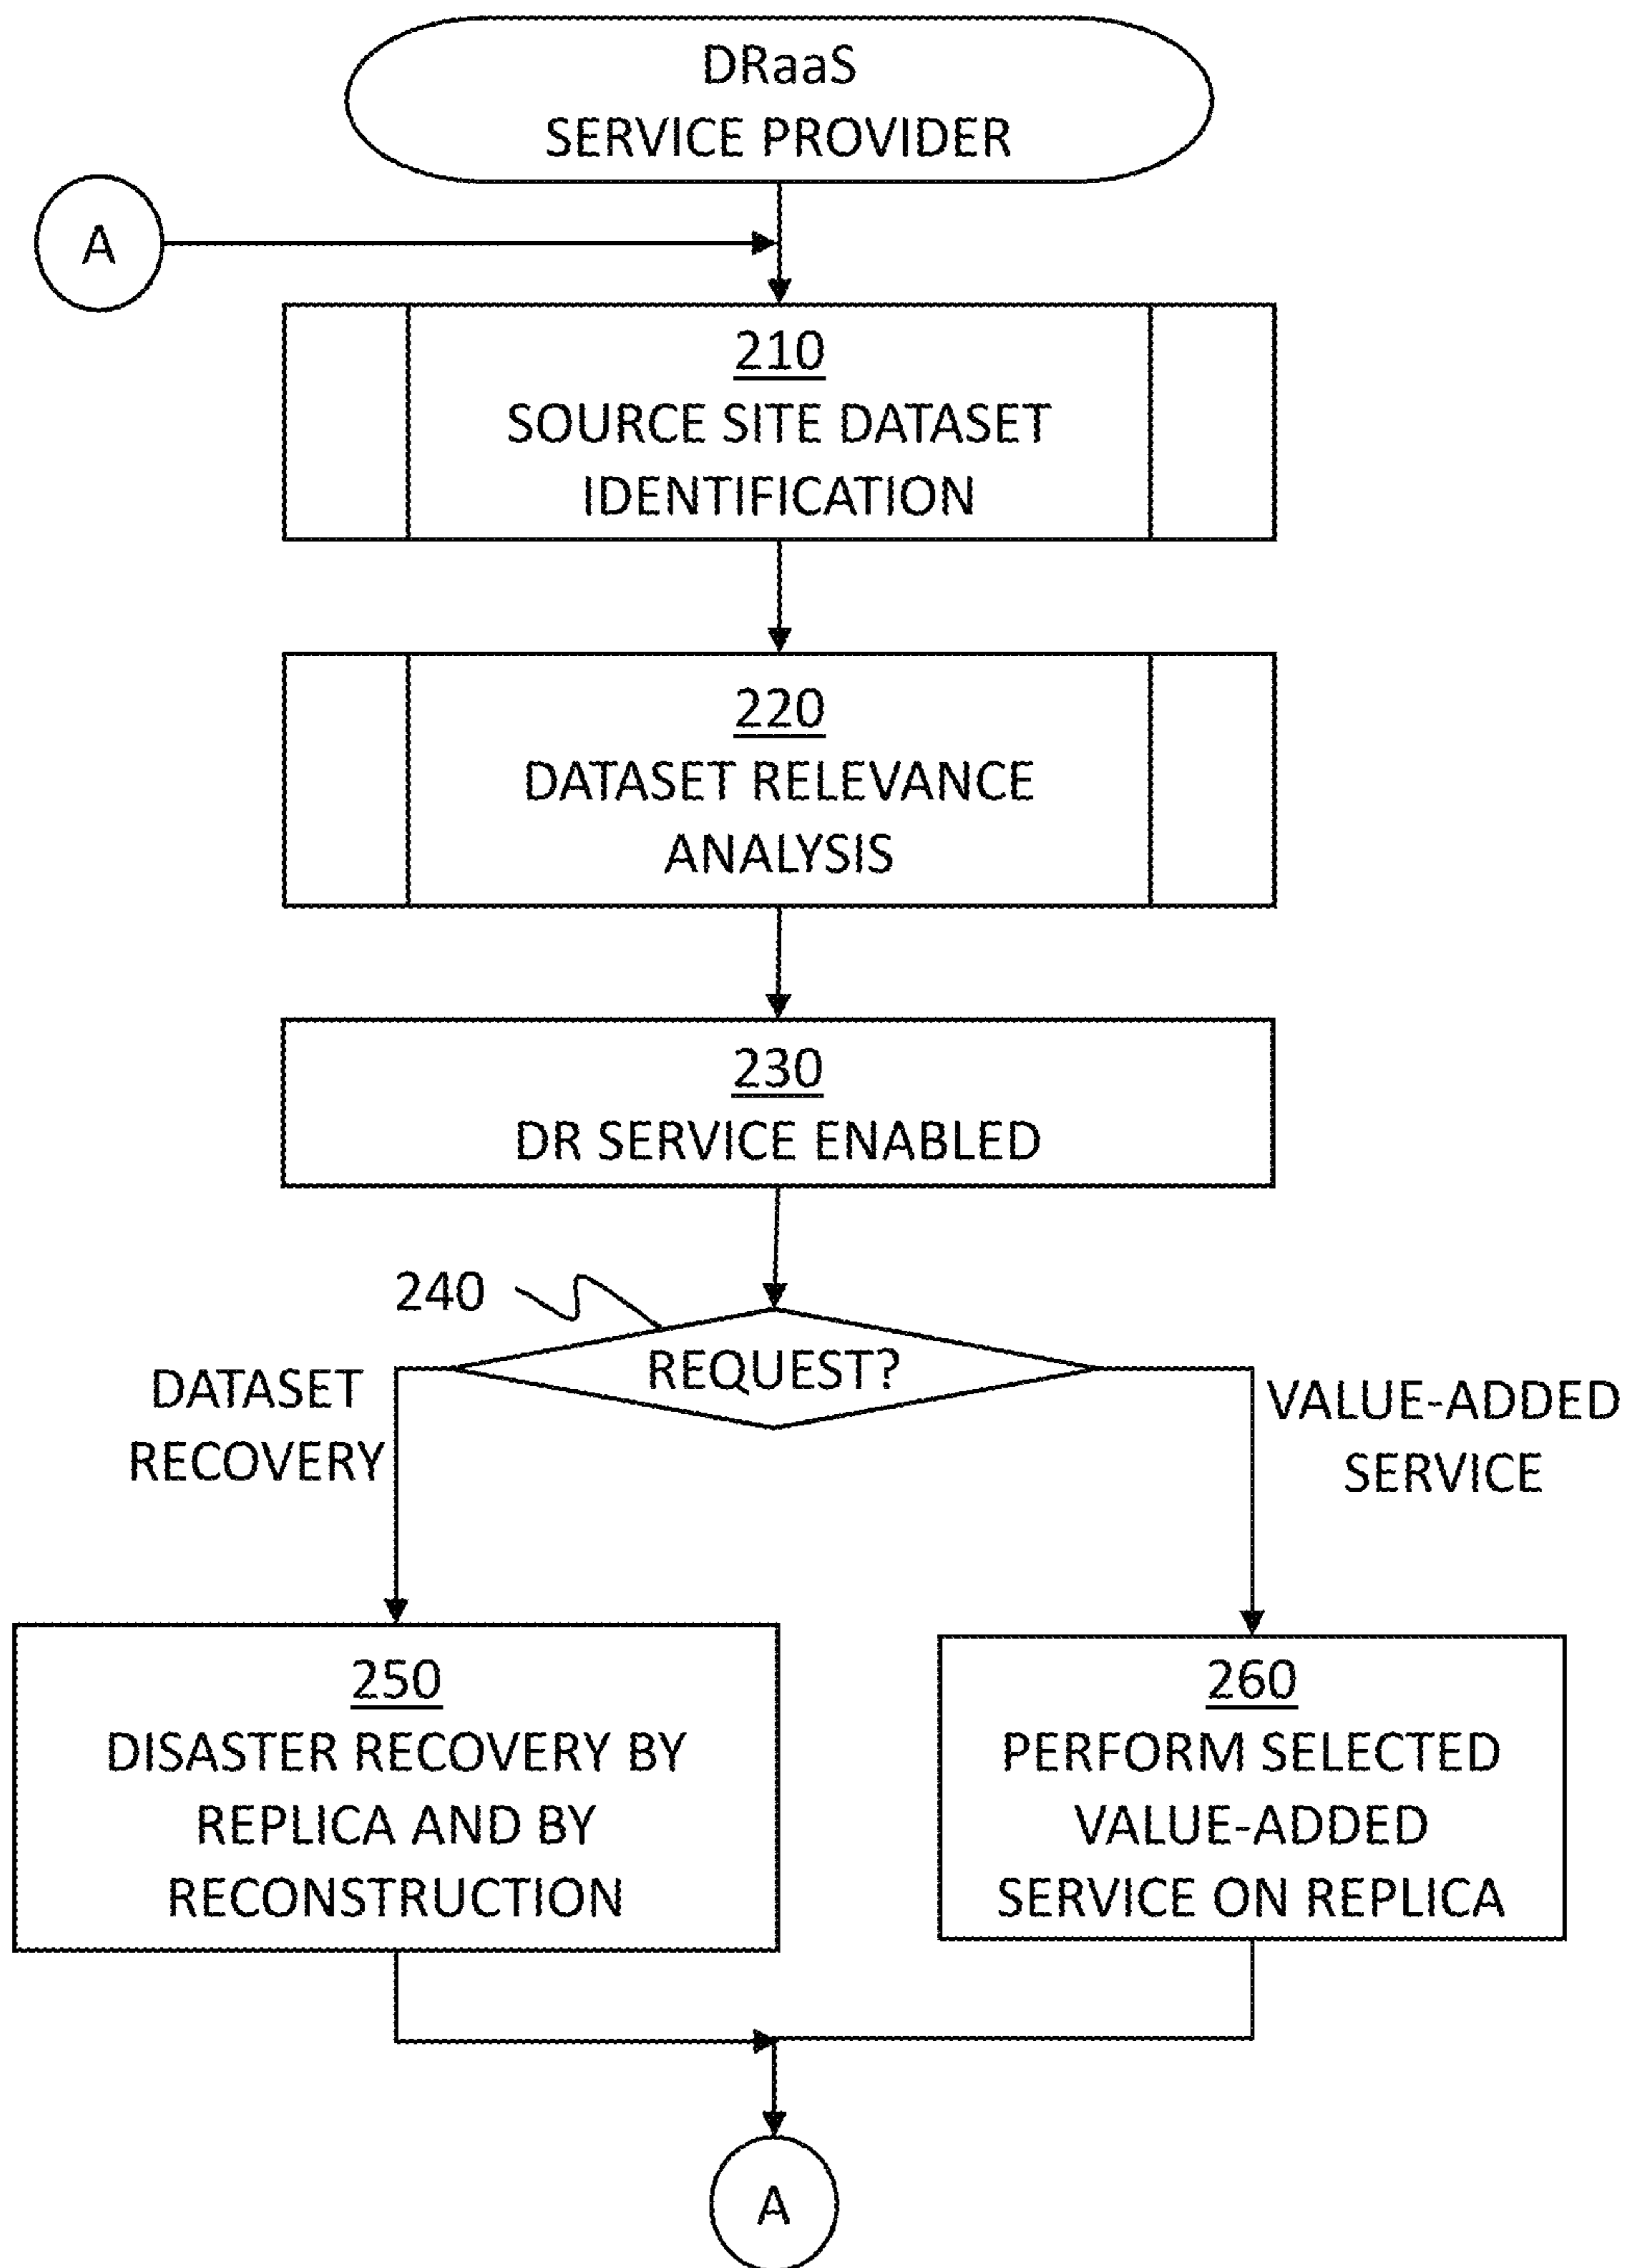 DRaaS
SERVICE PROVIDER
A
210
SOURCE SITE DATASET
IDENTIFICATION
220
DATASET RELEVANCE
ANALYSIS
230
DR SERVICE ENABLED
240
REQUEST?
DATASET
RECOVERY
VALUE-ADDED
SERVICE
250
DISASTER RECOVERY BY
REPLICA AND BY
RECONSTRUCTION
260
PERFORM SELECTED
VALUE-ADDED
SERVICE ON REPLICA
A